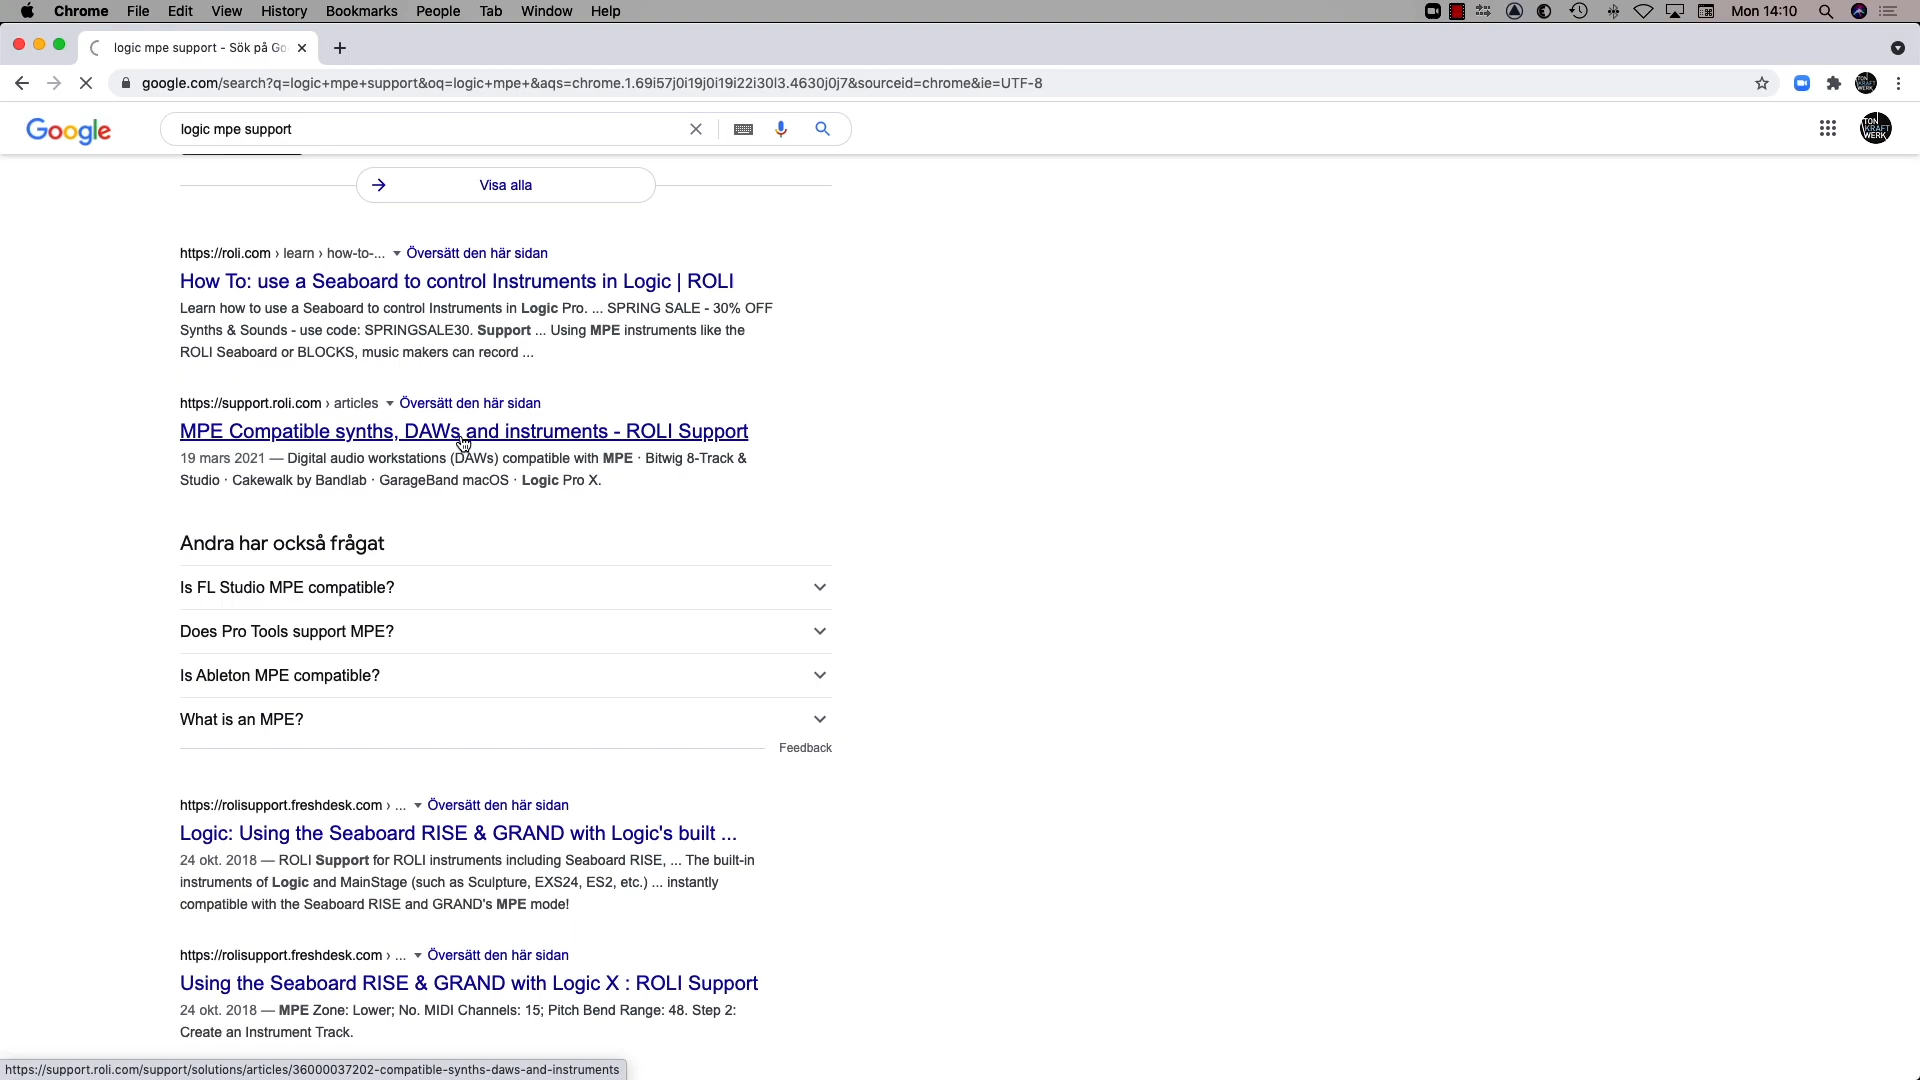 Chrome File Edit View History Bookmarks People Tab Window Help
Mon 14:10
logic mpe support - Sök på Go
google.com/search?q=logic+mpe+support&oq=logic+mpe+&aqs=chrome.1.69i57j0i19j0i19i22i30l3.4630j0j7&sourceid=chrome&ie=UTF-8
Google
logic mpe support
TON
KRAFT
WERK
Visa alla
https://roli.com › learn › how-to-... Översätt den här sidan
How To: use a Seaboard to control Instruments in Logic | ROLI
Learn how to use a Seaboard to control Instruments in Logic Pro. ... SPRING SALE - 30% OFF
Synths & Sounds - use code: SPRINGSALE30. Support ... Using MPE instruments like the
ROLI Seaboard or BLOCKS, music makers can record ...
https://support.roli.com › articles Översätt den här sidan
MPE Compatible synths, DAWs and instruments - ROLI Support
19 mars 2021 — Digital audio workstations (DAWs) compatible with MPE · Bitwig 8-Track &
Studio · Cakewalk by Bandlab · GarageBand macOS · Logic Pro X.
Andra har också frågat
Is FL Studio MPE compatible?
Does Pro Tools support MPE?
Is Ableton MPE compatible?
What is an MPE?
Feedback
https://rolisupport.freshdesk.com › ... Översätt den här sidan
Logic: Using the Seaboard RISE & GRAND with Logic's built ...
24 okt. 2018 — ROLI Support for ROLI instruments including Seaboard RISE, ... The built-in
instruments of Logic and MainStage (such as Sculpture, EXS24, ES2, etc.) ... instantly
compatible with the Seaboard RISE and GRAND's MPE mode!
https://rolisupport.freshdesk.com › ... Översätt den här sidan
Using the Seaboard RISE & GRAND with Logic X : ROLI Support
24 okt. 2018 — MPE Zone: Lower; No. MIDI Channels: 15; Pitch Bend Range: 48. Step 2:
Create an Instrument Track.
https://support.roli.com/support/solutions/articles/36000037202-compatible-synths-daws-and-instruments